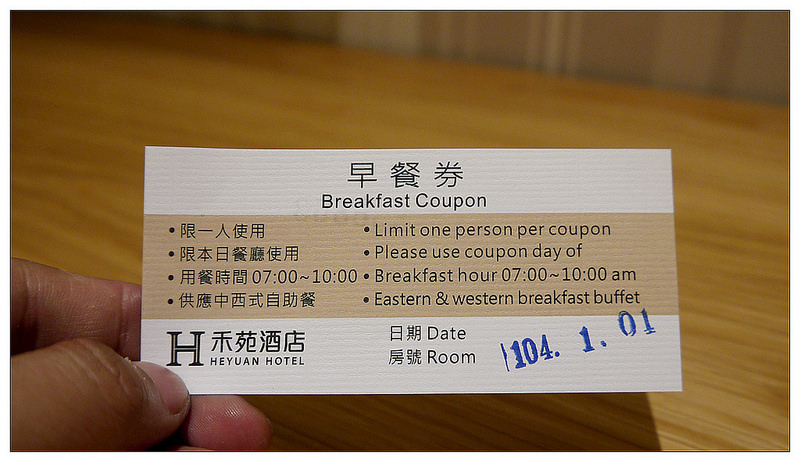 早餐券
Breakfast Coupon
•限一人使用
•限本日餐廳使用
•用餐時間 07:00~10:00
•供應中西式自助餐
•Limit one person per coupon
•Please use coupon day of
•Breakfast hour 07:00~10:00 am
•Eastern & western breakfast buffet
H 禾苑酒店
HEYUAN HOTEL
日期 Date
房號 Room
104. 1. 01